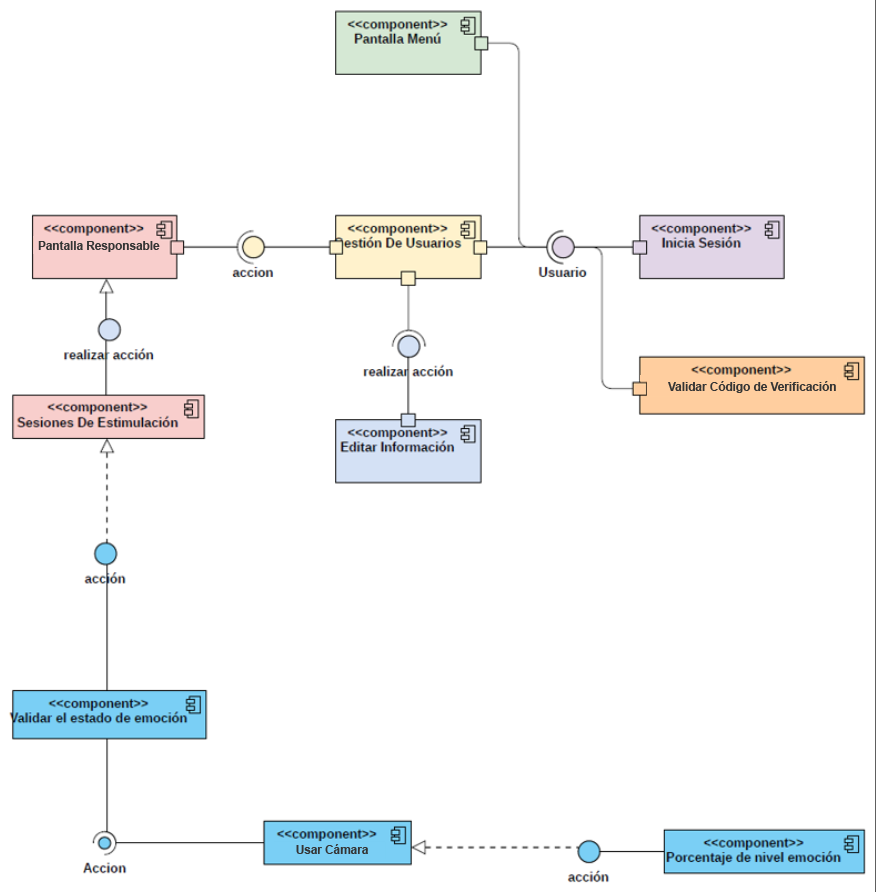 <<component>>
Pantalla Menú
<<component>>
Pantalla Responsable
accion
<<component>>
estión De Usuarios
Usuario
<<component>>
Inicia Sesión
realizar acción
realizar acción
<<component>>
Validar Código de Verificación
<<component>>
Sesiones De Estimulación
<<component>>
Editar Información
acción
<<component>>
Validar el estado de emoción
<<component>>
Usar Cámara
Accion
<<component>>
Porcentaje de nivel emoción
acción